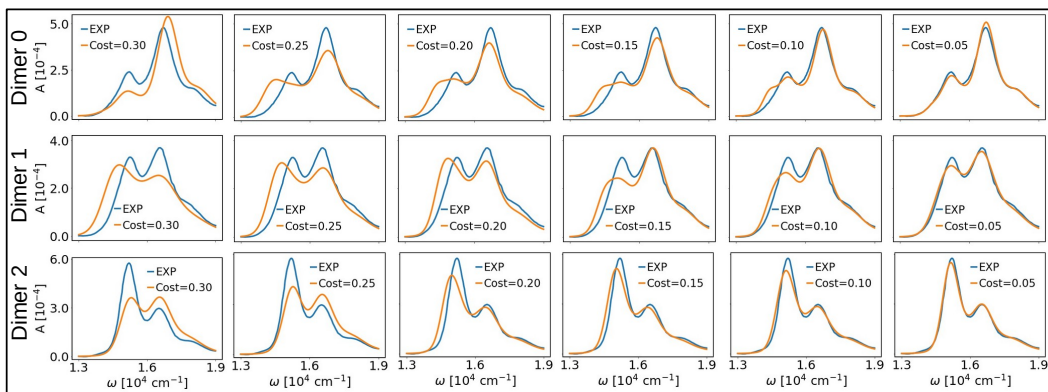 Dimer 0
A [10⁻⁴]
5.0
2.5
0.0
EXP
Cost=0.30
EXP
Cost=0.25
EXP
Cost=0.20
EXP
Cost=0.15
EXP
Cost=0.10
EXP
Cost=0.05
Dimer 1
A [10⁻⁴]
4.0
2.0
0.0
EXP
Cost=0.30
EXP
Cost=0.25
EXP
Cost=0.20
EXP
Cost=0.15
EXP
Cost=0.10
EXP
Cost=0.05
Dimer 2
A [10⁻⁴]
6.0
3.0
0.0
EXP
Cost=0.30
EXP
Cost=0.25
EXP
Cost=0.20
EXP
Cost=0.15
EXP
Cost=0.10
EXP
Cost=0.05
1.3 1.6 1.9 1.3 1.6 1.9 1.3 1.6 1.9 1.3 1.6 1.9 1.3 1.6 1.9 1.3 1.6 1.9
ω [10⁴ cm⁻¹] ω [10⁴ cm⁻¹] ω [10⁴ cm⁻¹] ω [10⁴ cm⁻¹] ω [10⁴ cm⁻¹] ω [10⁴ cm⁻¹]